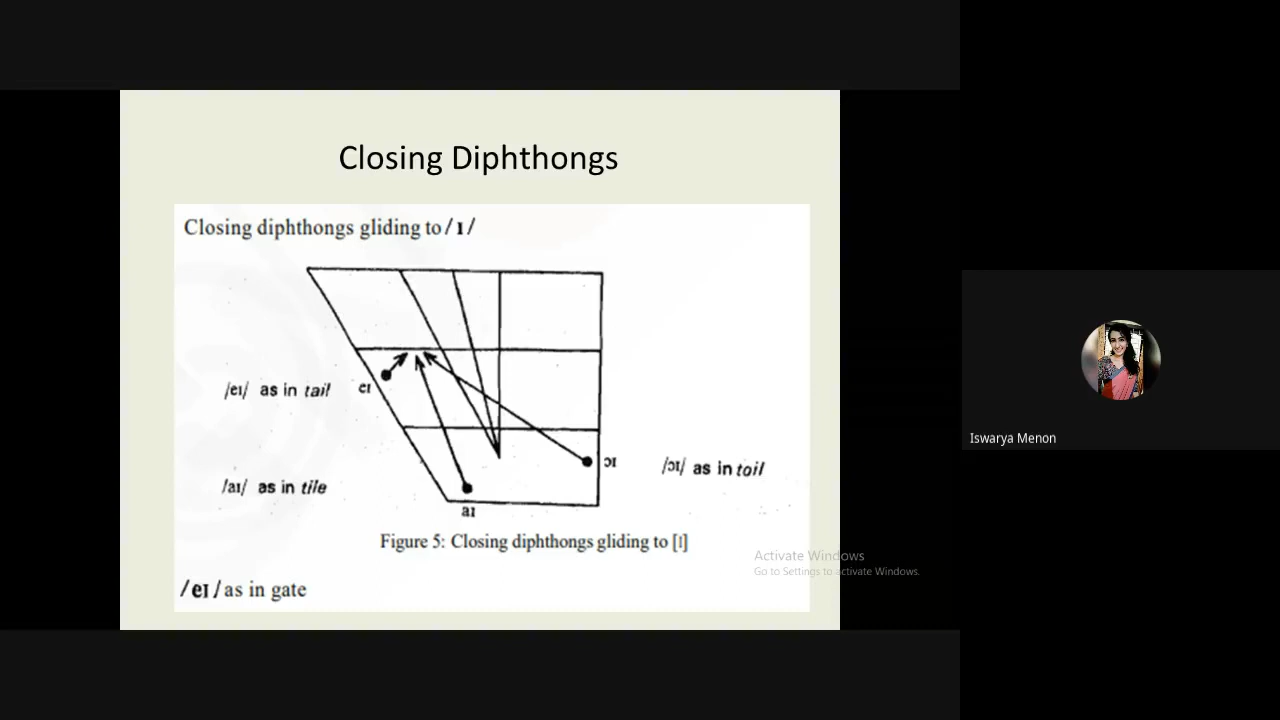 Closing Diphthongs
Closing diphthongs gliding to /ɪ/
/eɪ/ as in tail
eɪ
ɔɪ
/ɔɪ/ as in toil
/aɪ/ as in tile
aɪ
Figure 5: Closing diphthongs gliding to [ɪ]
/eɪ/ as in gate
Iswarya Menon
Activate Windows
Go to Settings to activate Windows.